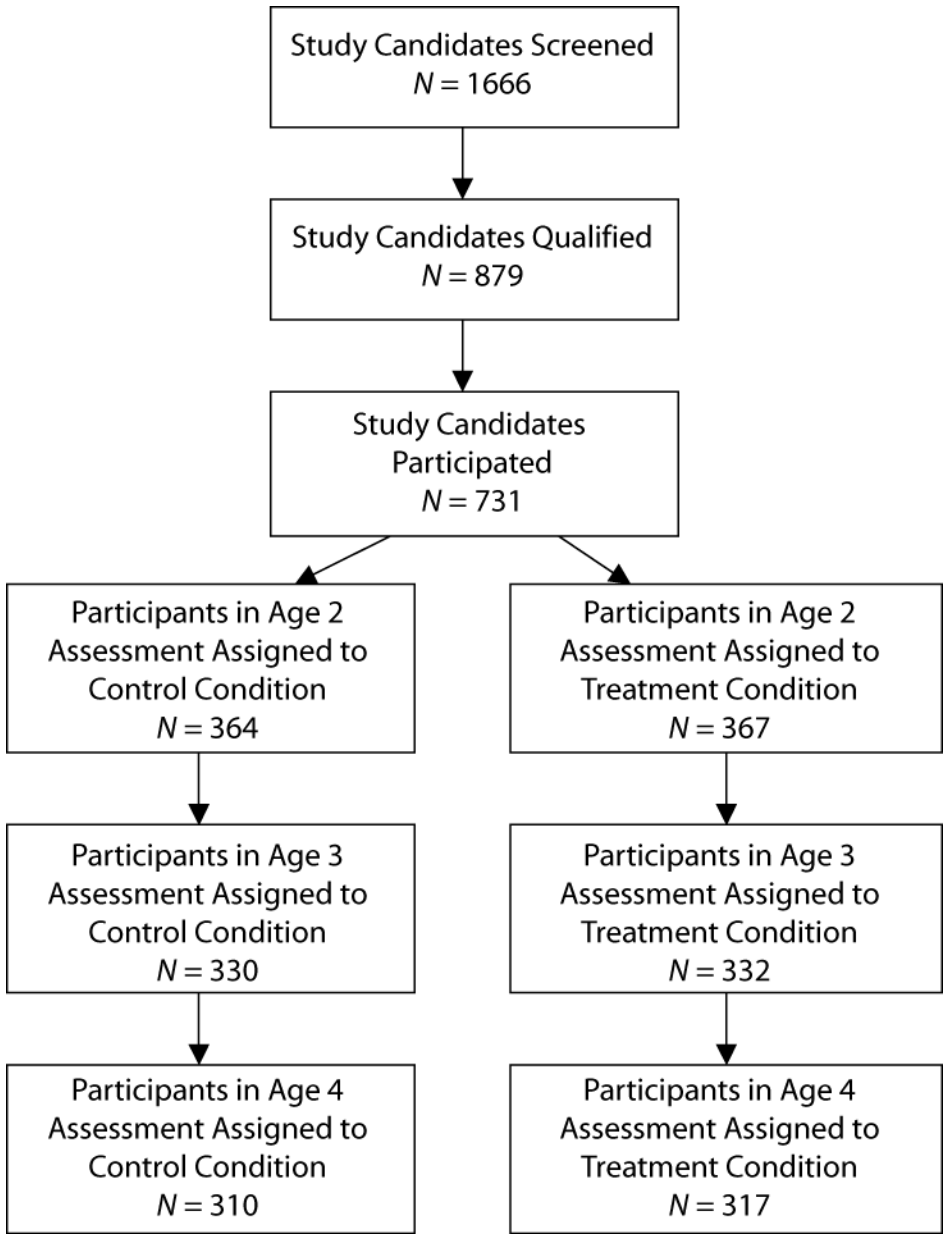 Study Candidates Screened
N = 1666
Study Candidates Qualified
N = 879
Study Candidates
Participated
N = 731
Participants in Age 2
Assessment Assigned to
Control Condition
N = 364
Participants in Age 2
Assessment Assigned to
Treatment Condition
N = 367
Participants in Age 3
Assessment Assigned to
Control Condition
N = 330
Participants in Age 3
Assessment Assigned to
Treatment Condition
N = 332
Participants in Age 4
Assessment Assigned to
Control Condition
N = 310
Participants in Age 4
Assessment Assigned to
Treatment Condition
N = 317